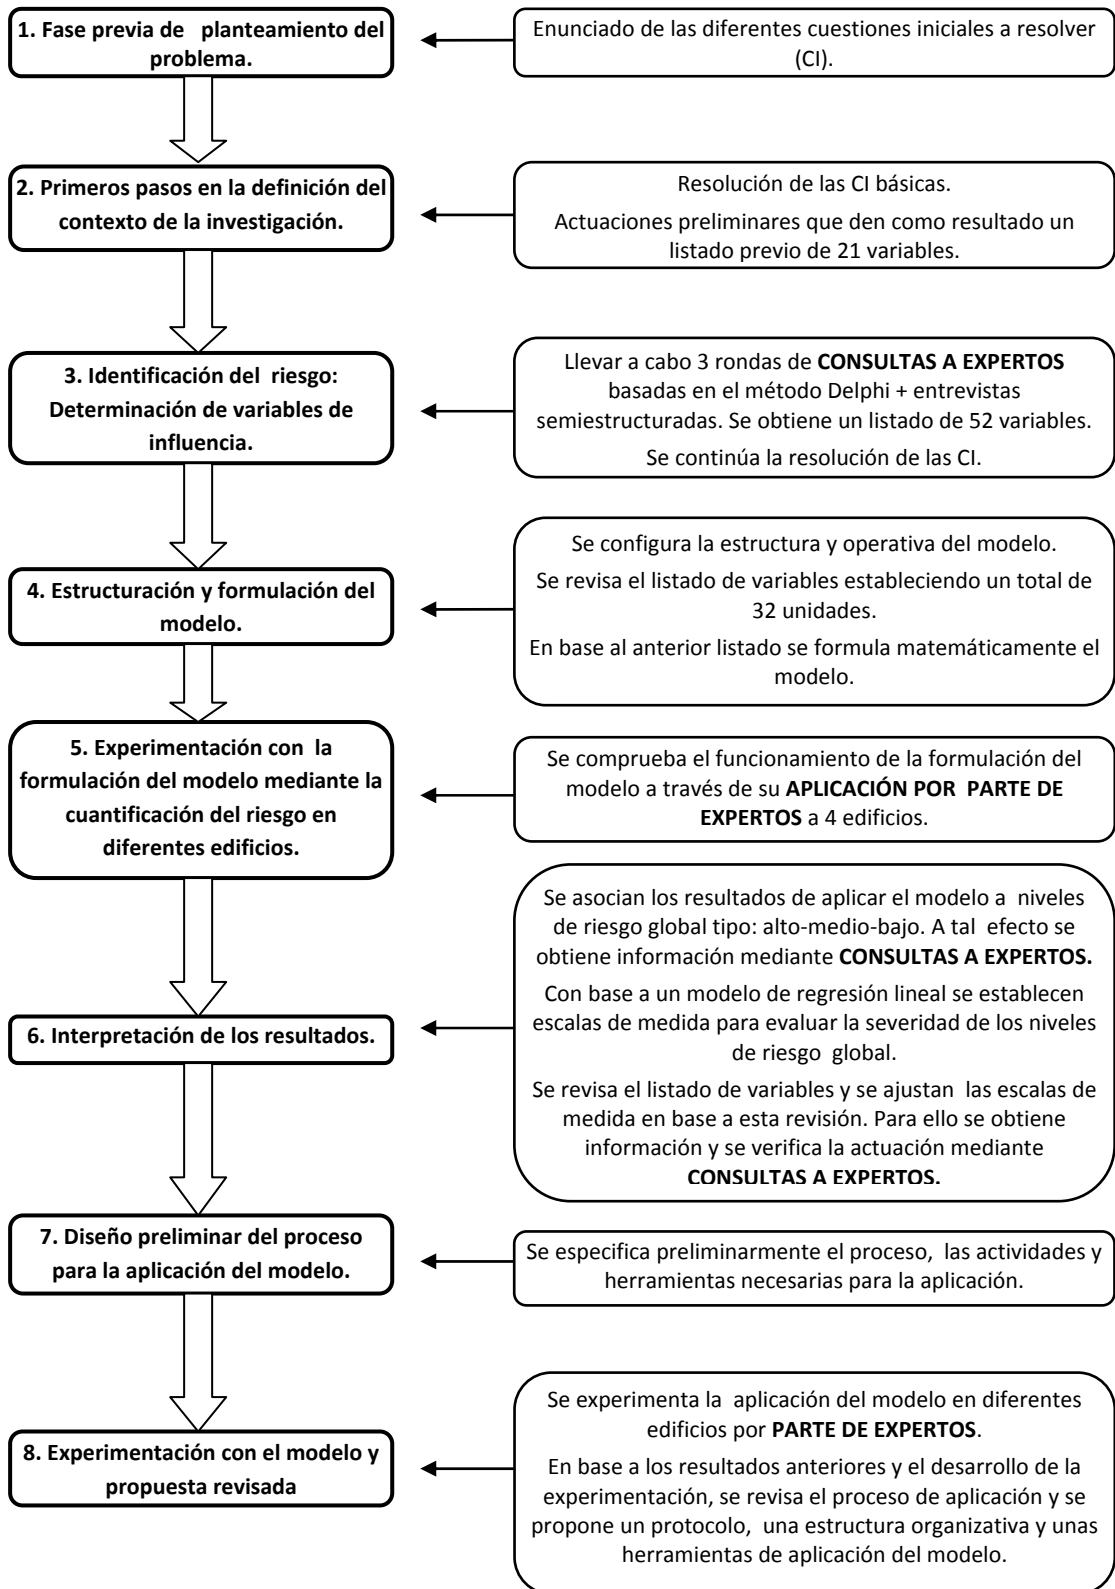 1. Fase previa de planteamiento del
problema.
Enunciado de las diferentes cuestiones iniciales a resolver
(CI).
2. Primeros pasos en la definición del
contexto de la investigación.
Resolución de las CI básicas.
Actuaciones preliminares que den como resultado un
listado previo de 21 variables.
3. Identificación del riesgo:
Determinación de variables de
influencia.
Llevar a cabo 3 rondas de CONSULTAS A EXPERTOS
basadas en el método Delphi + entrevistas
semiestructuradas. Se obtiene un listado de 52 variables.
Se continúa la resolución de las CI.
4. Estructuración y formulación del
modelo.
Se configura la estructura y operativa del modelo.
Se revisa el listado de variables estableciendo un total de
32 unidades.
En base al anterior listado se formula matemáticamente el
modelo.
5. Experimentación con la
formulación del modelo mediante la
cuantificación del riesgo en
diferentes edificios.
Se comprueba el funcionamiento de la formulación del
modelo a través de su APLICACIÓN POR PARTE DE
EXPERTOS a 4 edificios.
6. Interpretación de los resultados.
Se asocian los resultados de aplicar el modelo a niveles
de riesgo global tipo: alto-medio-bajo. A tal efecto se
obtiene información mediante CONSULTAS A EXPERTOS.
Con base a un modelo de regresión lineal se establecen
escalas de medida para evaluar la severidad de los niveles
de riesgo global.
Se revisa el listado de variables y se ajustan las escalas de
medida en base a esta revisión. Para ello se obtiene
información y se verifica la actuación mediante
CONSULTAS A EXPERTOS.
7. Diseño preliminar del proceso
para la aplicación del modelo.
Se especifica preliminarmente el proceso, las actividades y
herramientas necesarias para la aplicación.
8. Experimentación con el modelo y
propuesta revisada
Se experimenta la aplicación del modelo en diferentes
edificios por PARTE DE EXPERTOS.
En base a los resultados anteriores y el desarrollo de la
experimentación, se revisa el proceso de aplicación y se
propone un protocolo, una estructura organizativa y unas
herramientas de aplicación del modelo.